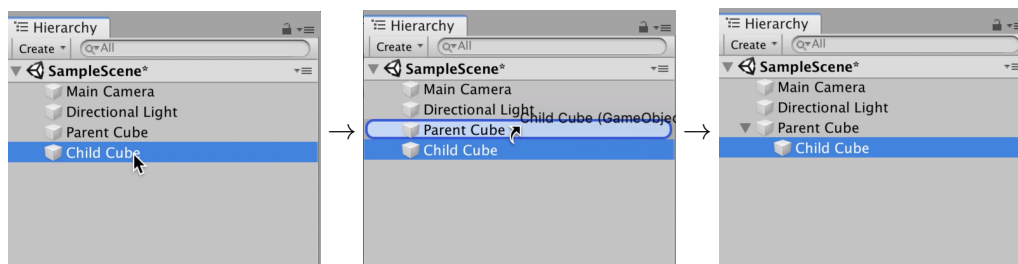 Hierarchy
Create All
SampleScene*
Main Camera
Directional Light
Parent Cube
Child Cube
Hierarchy
Create All
SampleScene*
Main Camera
Directional Light
Child Cube (GameObjec
Parent Cube
Child Cube
Hierarchy
Create All
SampleScene*
Main Camera
Directional Light
Parent Cube
Child Cube